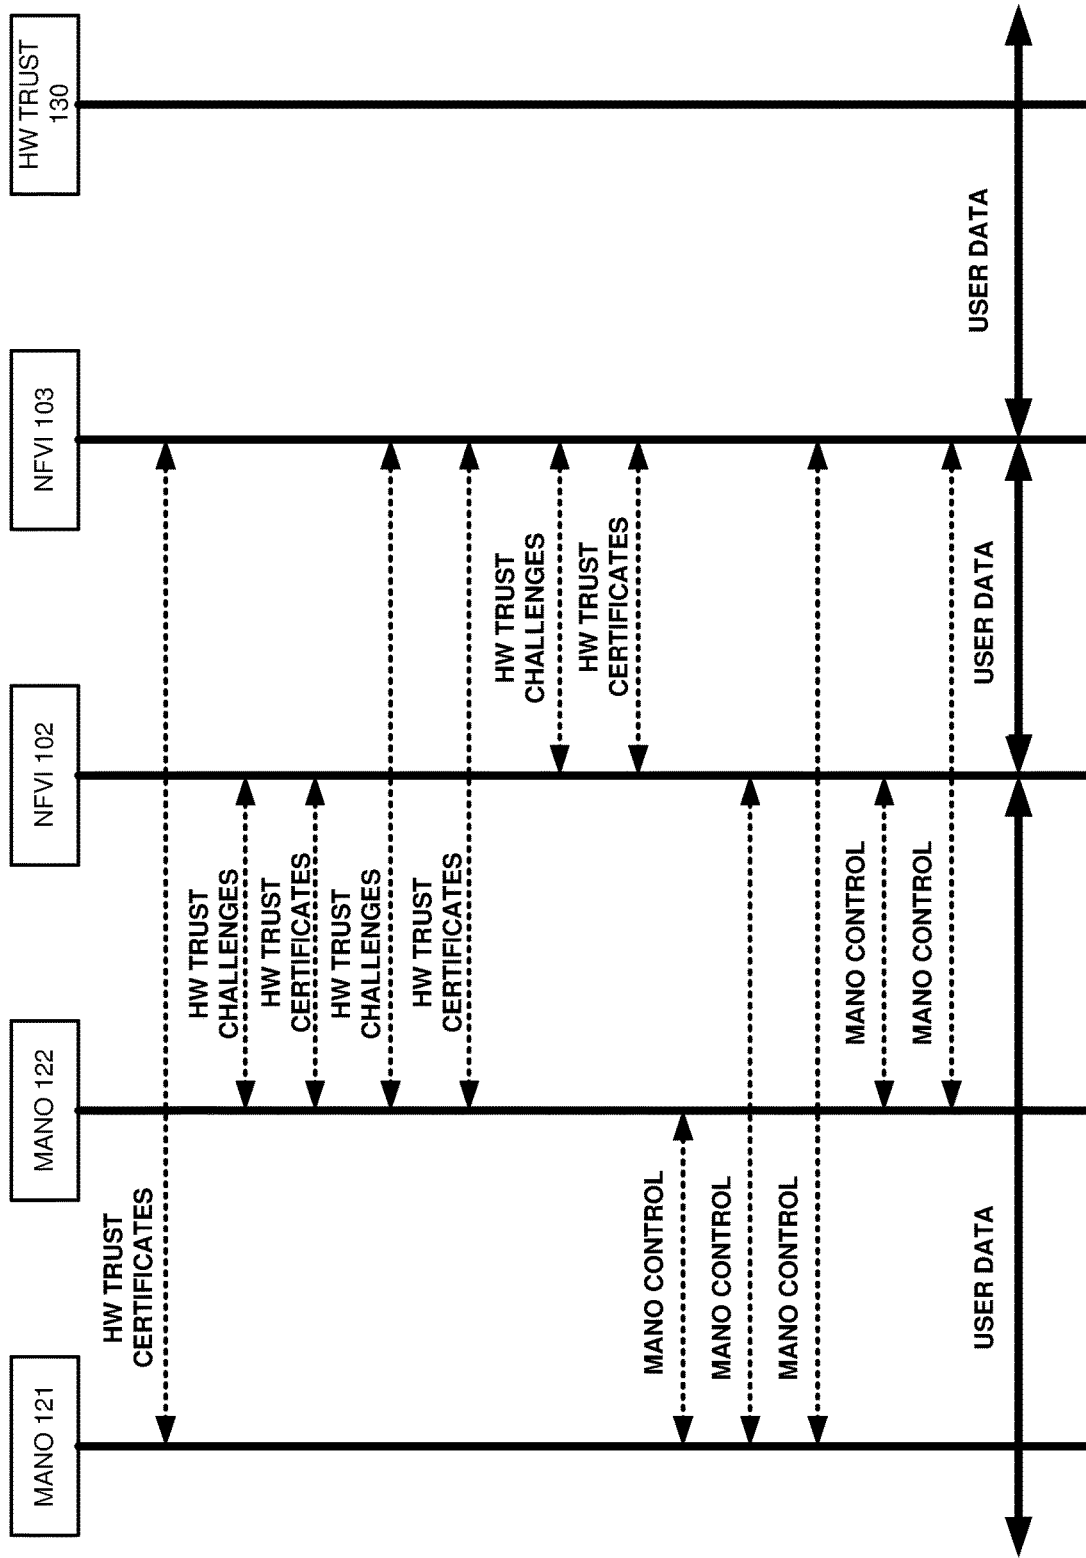 MANO 121
MANO 122
NFVI 102
NFVI 103
HW TRUST
130
HW TRUST
CERTIFICATES
HW TRUST
CHALLENGES
HW TRUST
CERTIFICATES
HW TRUST
CHALLENGES
HW TRUST
CERTIFICATES
HW TRUST
CHALLENGES
HW TRUST
CERTIFICATES
MANO CONTROL
MANO CONTROL
MANO CONTROL
MANO CONTROL
MANO CONTROL
USER DATA
USER DATA
USER DATA